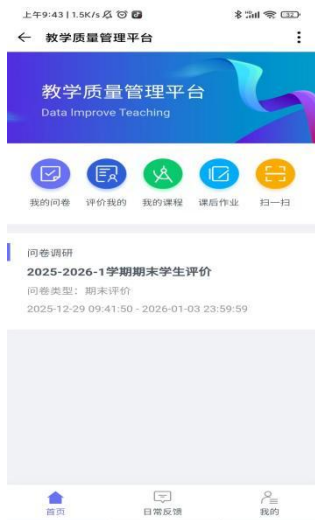 上午9:43 | 1.5K/s
32
教学质量管理平台
教学质量管理平台
Data Improve Teaching
我的问卷 评价我的 我的课程 课后作业 扫一扫
问卷调研
2025-2026-1学期期末学生评价
问卷类型：期末评价
2025-12-29 09:41:50 - 2026-01-03 23:59:59
首页 日常反馈 我的